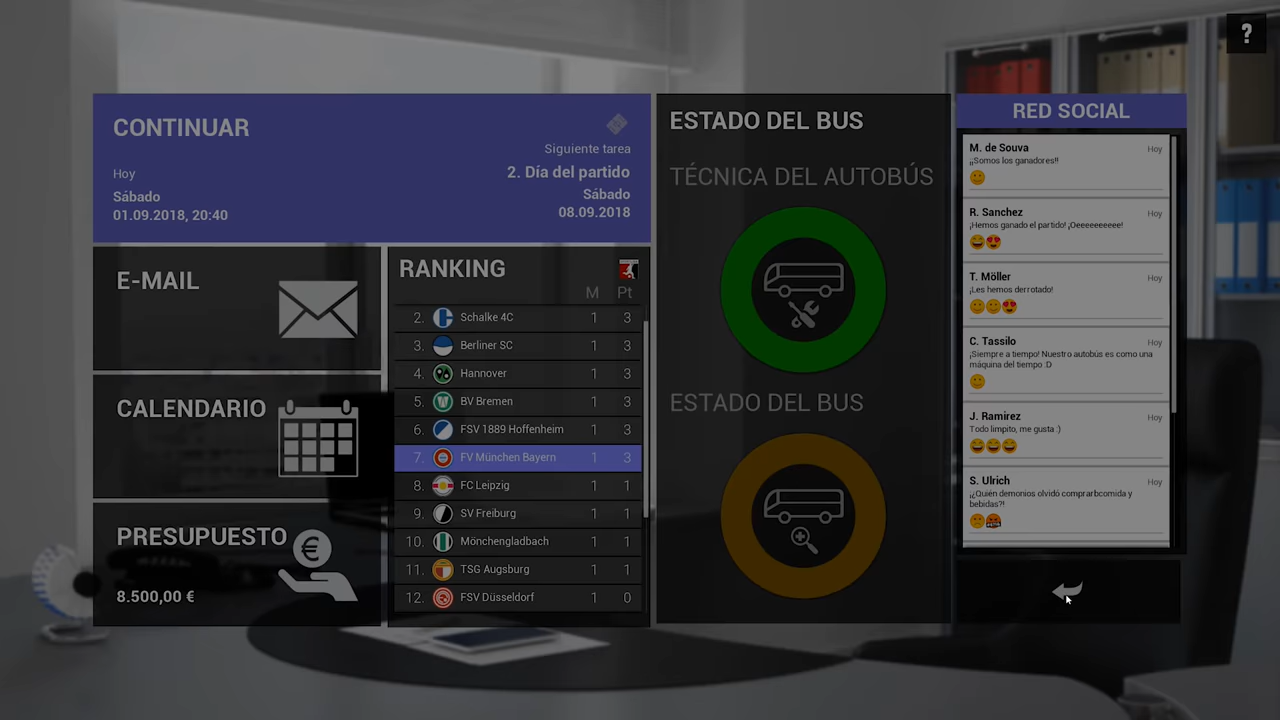 ?
CONTINUAR
Siguiente tarea
Hoy
2. Día del partido
Sábado
Sábado
01.09.2018, 20:40
08.09.2018
E-MAIL
CALENDARIO
PRESUPUESTO
8.500,00 €
RANKING
M Pt
2. Schalke 4C 1 3
3. Berliner SC 1 3
4. Hannover 1 3
5. BV Bremen 1 3
6. FSV 1889 Hoffenheim 1 3
7. FV München Bayern 1 3
8. FC Leipzig 1 1
9. SV Freiburg 1 1
10. Mönchengladbach 1 1
11. TSG Augsburg 1 1
12. FSV Düsseldorf 1 0
ESTADO DEL BUS
TÉCNICA DEL AUTOBÚS
ESTADO DEL BUS
RED SOCIAL
M. de Souva Hoy
¡¡Somos los ganadores!!
R. Sanchez Hoy
¡Hemos ganado el partido! ¡Oeeeeeeeeee!
T. Möller Hoy
¡Les hemos derrotado!
C. Tassilo Hoy
¡Siempre a tiempo! Nuestro autobús es como una
máquina del tiempo :D
J. Ramirez Hoy
Todo limpito, me gusta :)
S. Ulrich Hoy
¡¿Quién demonios olvidó comprarbcomida y
bebidas?!